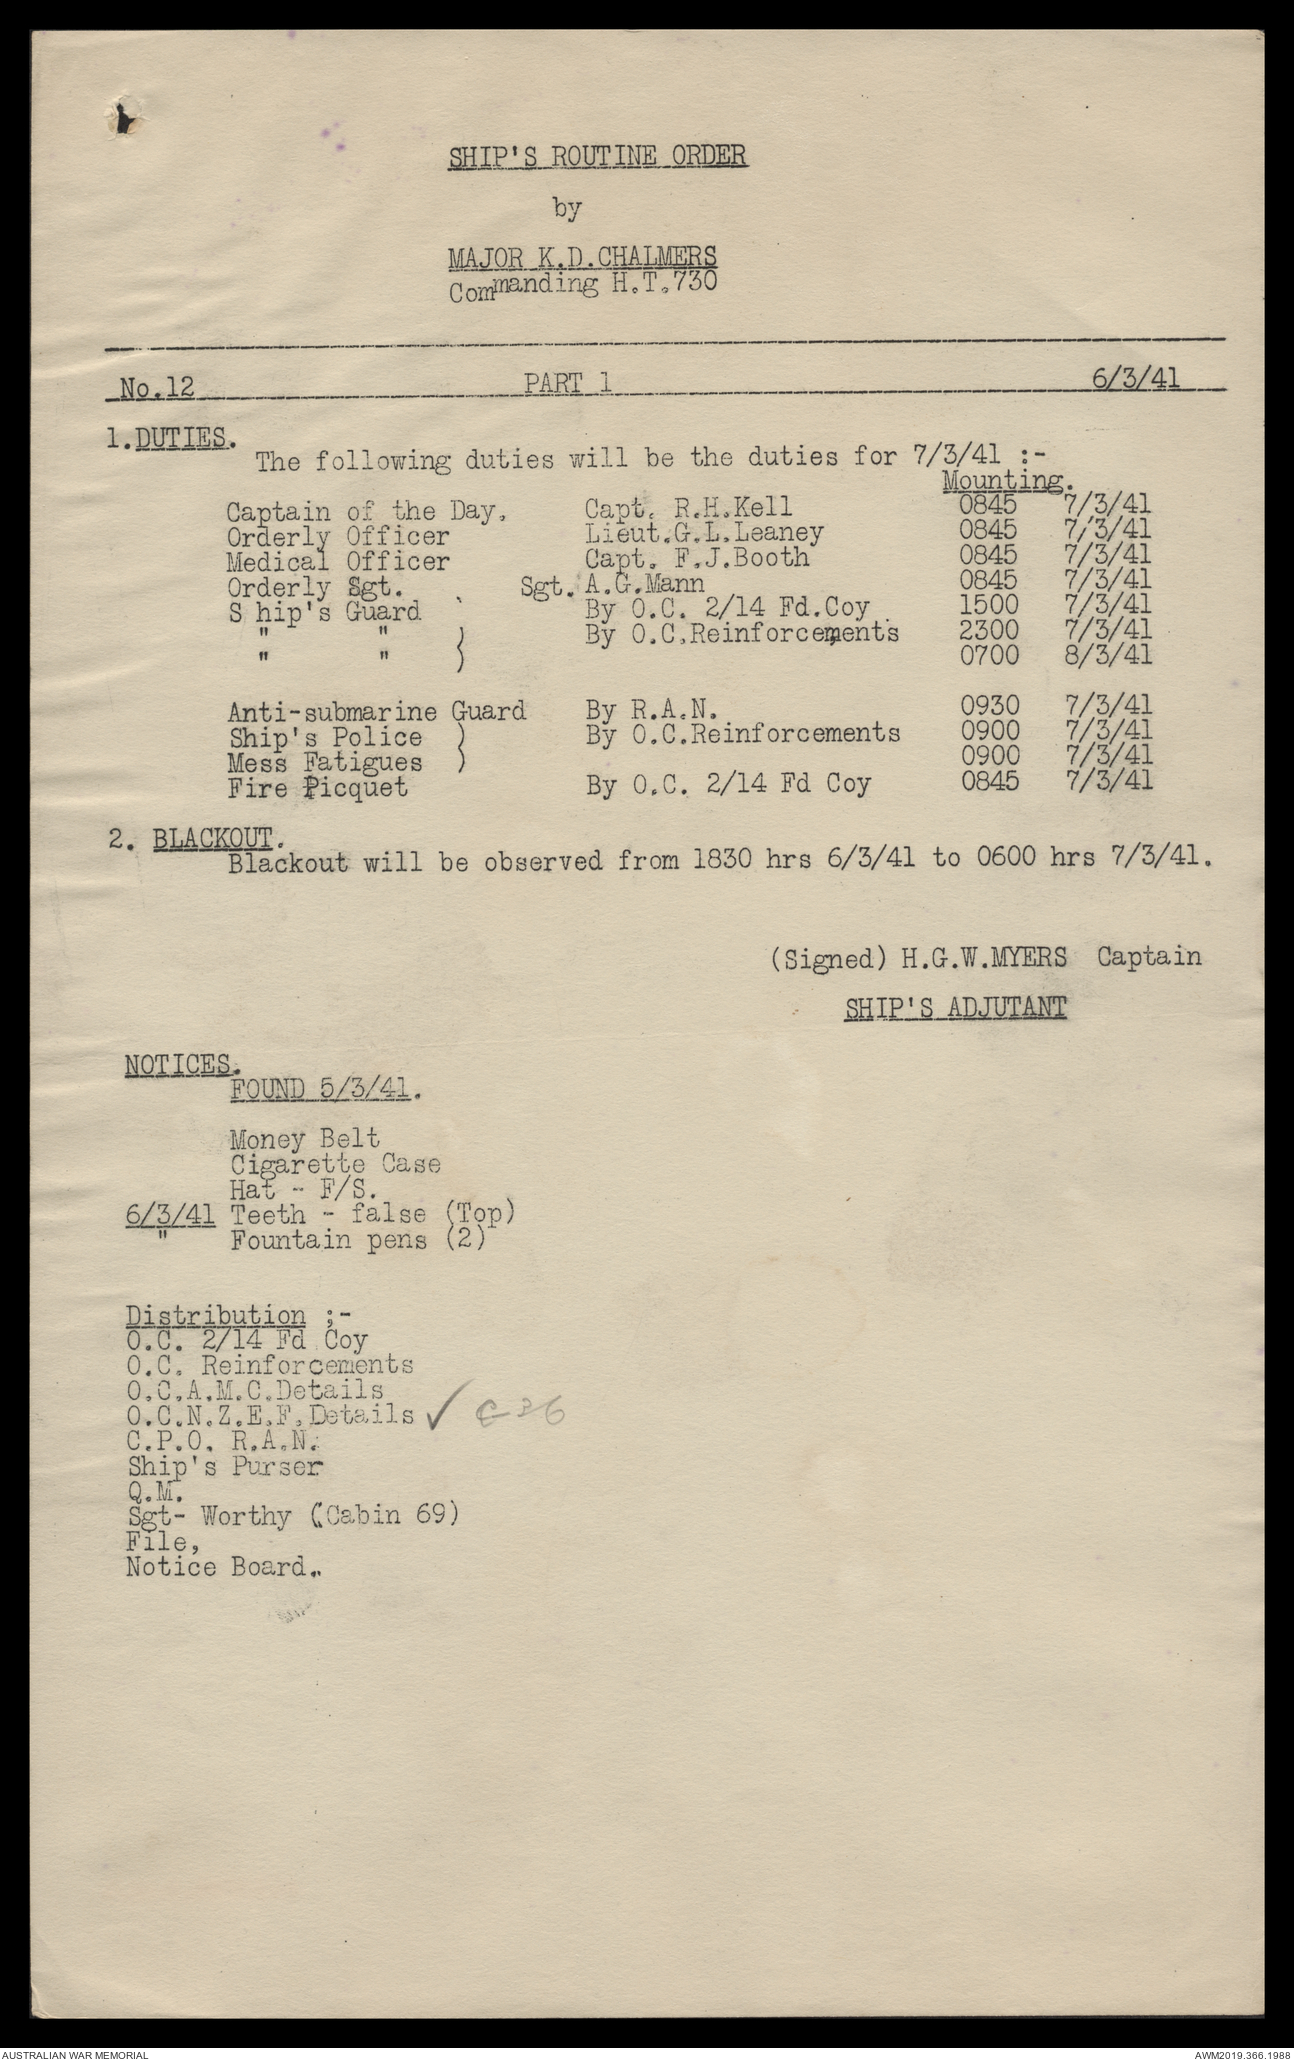 SHIP'S ROUTINE ORDER
by
MAJOR K.D.CHALMERS
Commanding H.T.730
No.12 PART 1 6/3/41
1.DUTIES.
The following duties will be the duties for 7/3/41 :-
Mounting.
Captain of the Day. Capt. R.H.Kell 0845 7/3/41
Orderly Officer Lieut.G.L.Leaney 0845 7/3/41
Medical Officer Capt. F.J.Booth 0845 7/3/41
Orderly Sgt. Sgt. A.G.Mann 0845 7/3/41
S hip's Guard By O.C. 2/14 Fd.Coy 1500 7/3/41
" " ) By O.C.Reinforcements 2300 7/3/41
" " ) 0700 8/3/41
Anti-submarine Guard By R.A.N. 0930 7/3/41
Ship's Police ) By O.C.Reinforcements 0900 7/3/41
Mess Fatigues ) 0900 7/3/41
Fire Picquet By O.C. 2/14 Fd Coy 0845 7/3/41
2. BLACKOUT.
Blackout will be observed from 1830 hrs 6/3/41 to 0600 hrs 7/3/41.
(Signed) H.G.W.MYERS Captain
SHIP'S ADJUTANT
NOTICES.
FOUND 5/3/41.
Money Belt
Cigarette Case
Hat - F/S.
6/3/41 Teeth - false (Top)
" Fountain pens (2)
Distribution ;-
O.C. 2/14 Fd Coy
O.C. Reinforcements
O.C.A.M.C.Details
O.C.N.Z.E.F.Details ✓
C.P.O. R.A.N.
Ship's Purser
Q.M.
Sgt- Worthy (Cabin 69)
File,
Notice Board.
AUSTRALIAN WAR MEMORIAL AWM2019.366.1988